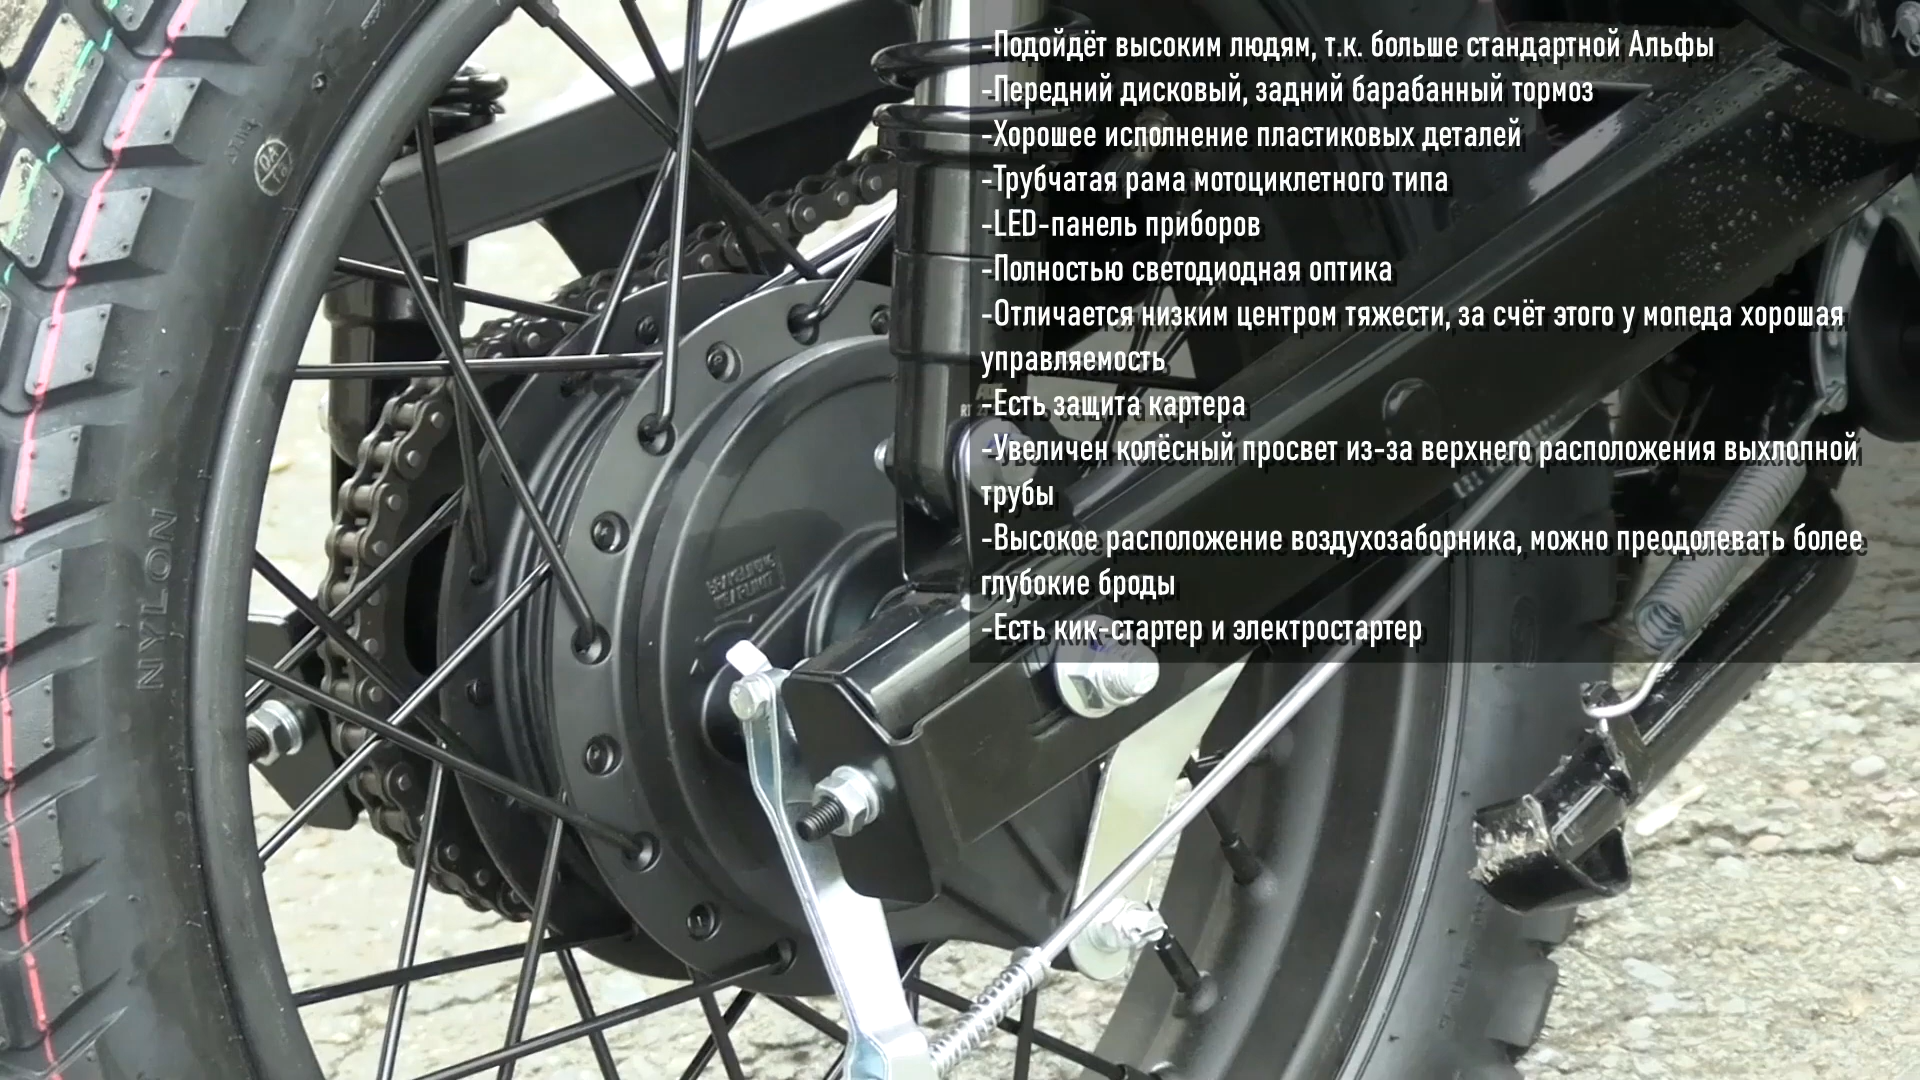 -Подойдёт высоким людям, т.к. больше стандартной Альфы
-Передний дисковый, задний барабанный тормоз
-Хорошее исполнение пластиковых деталей
-Трубчатая рама мотоциклетного типа
-LED-панель приборов
-Полностью светодиодная оптика
-Отличается низким центром тяжести, за счёт этого у мопеда хорошая
управляемость
-Есть защита картера
-Увеличен колёсный просвет из-за верхнего расположения выхлопной
трубы
-Высокое расположение воздухозаборника, можно преодолевать более
глубокие броды
-Есть кик-стартер и электростартер
NYLON